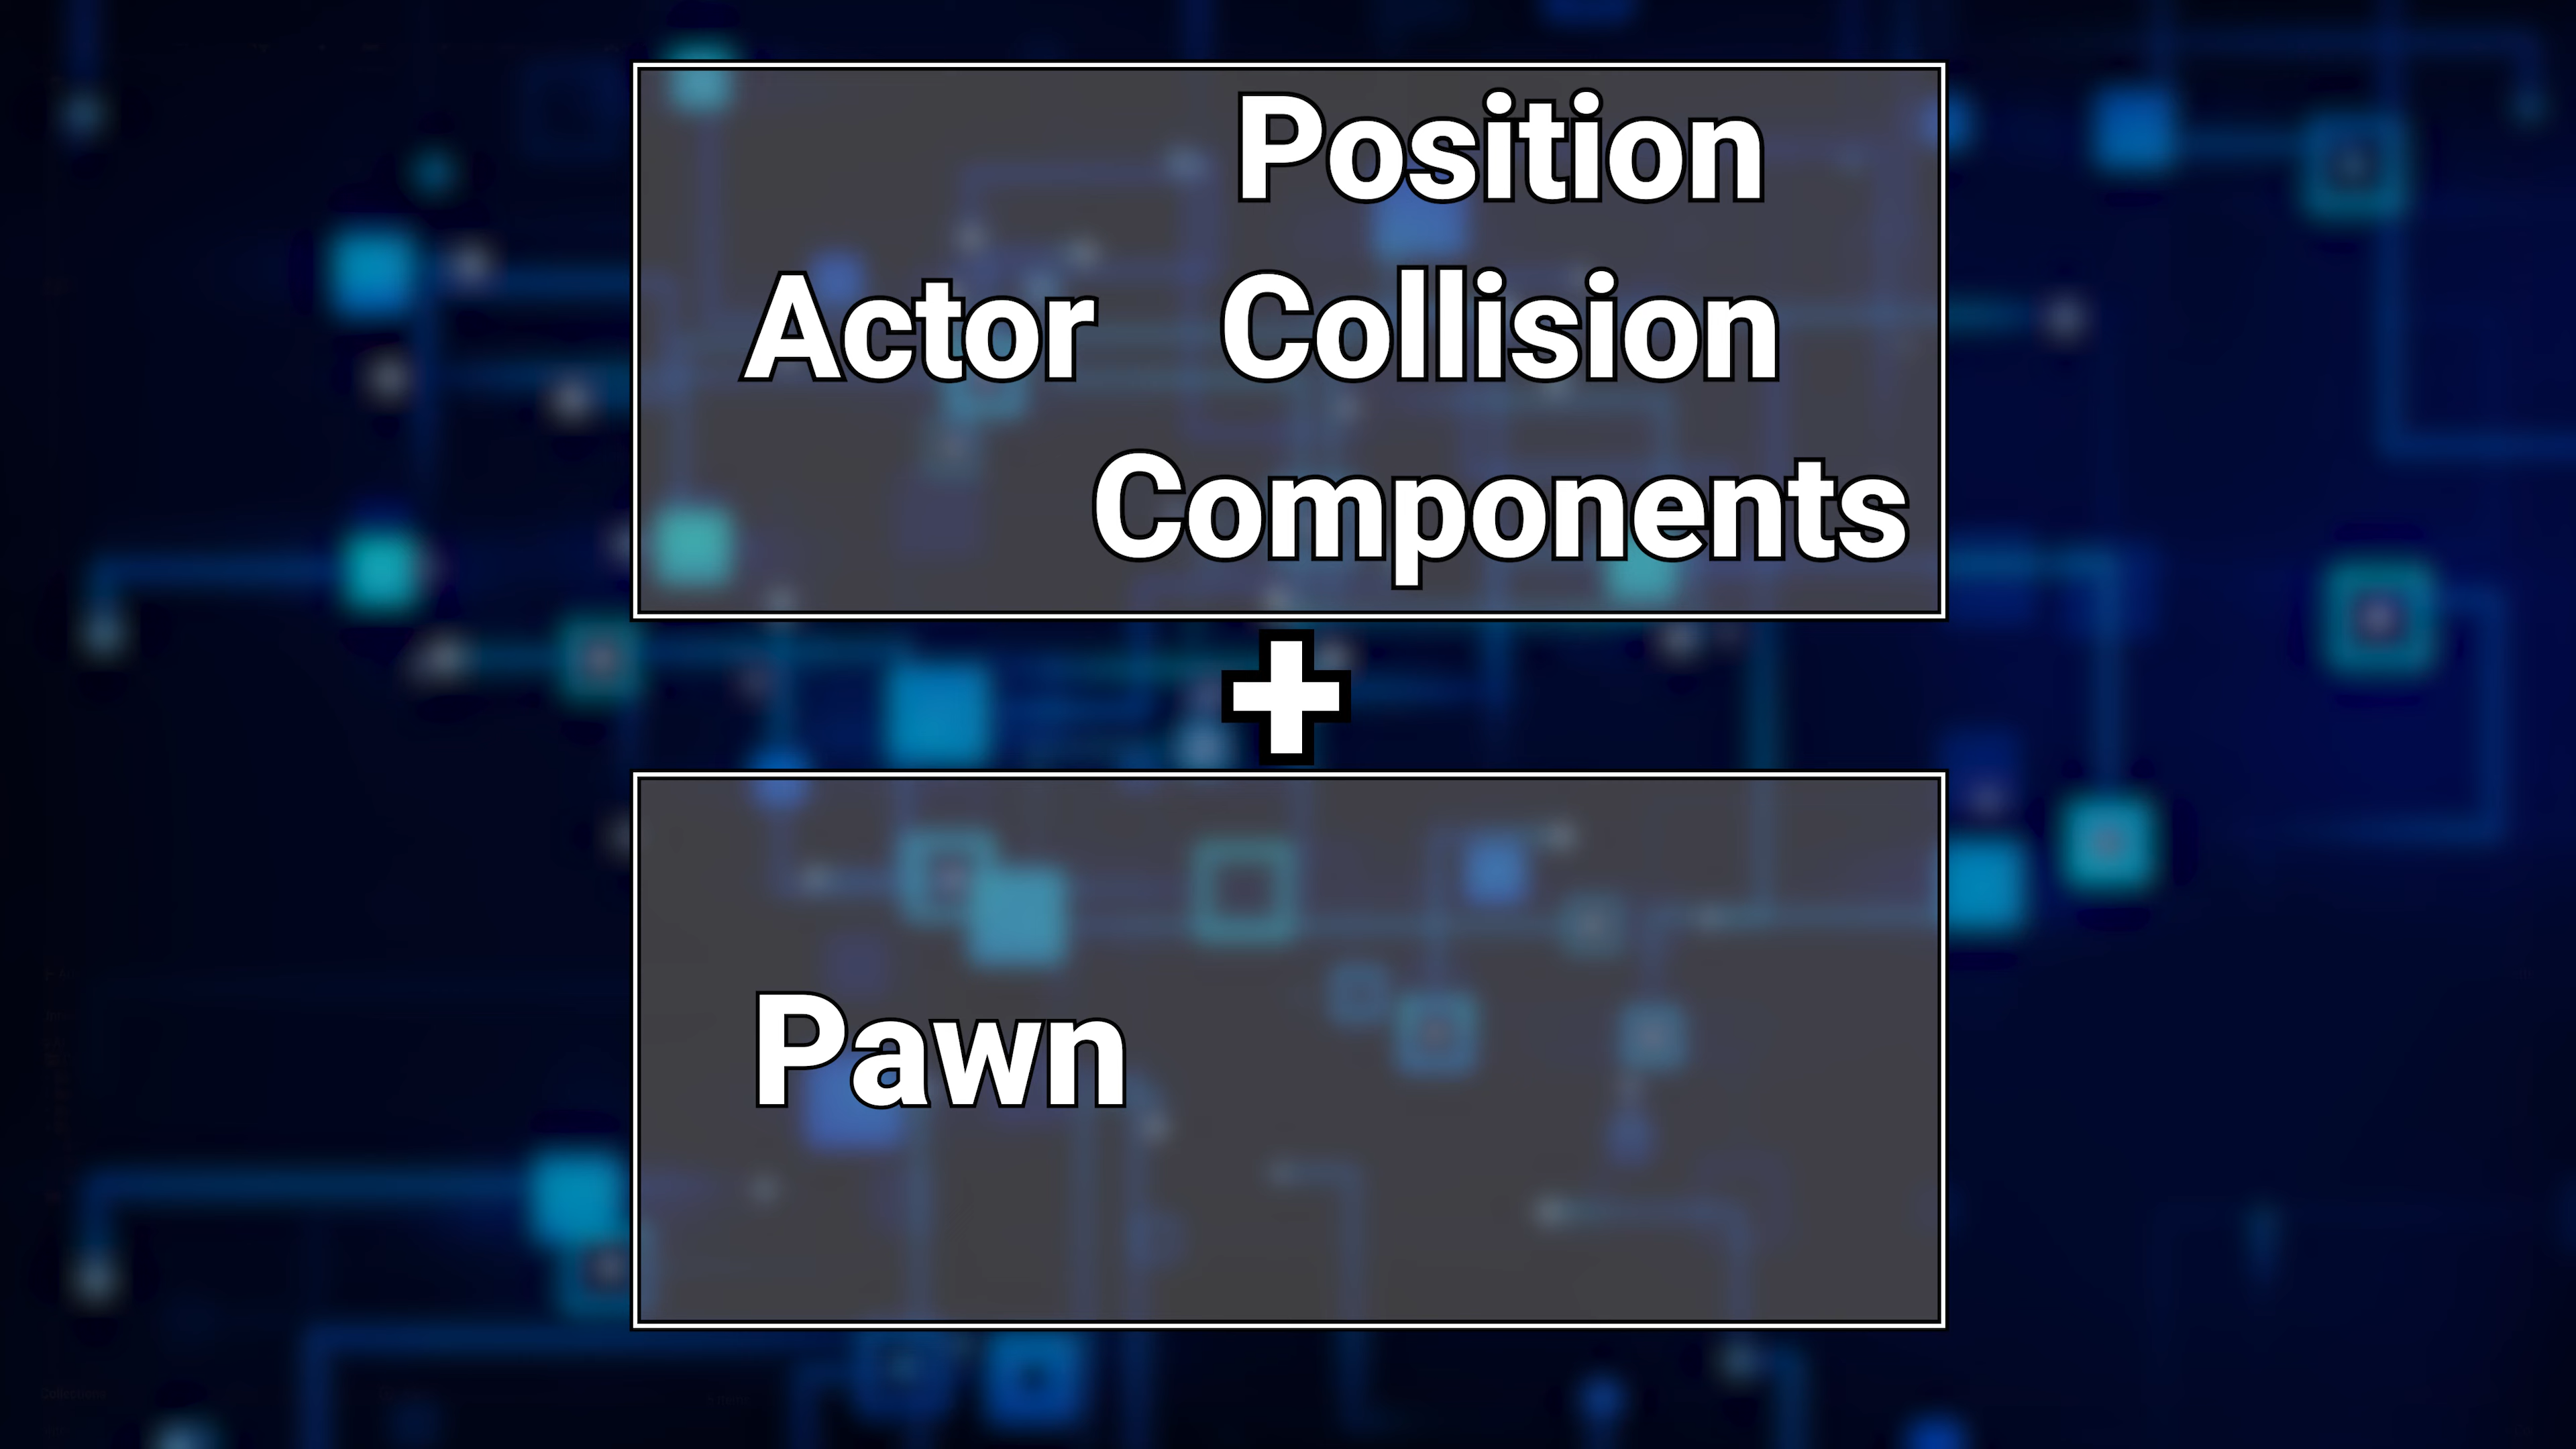 Position
Actor Collision
Components
+
Pawn